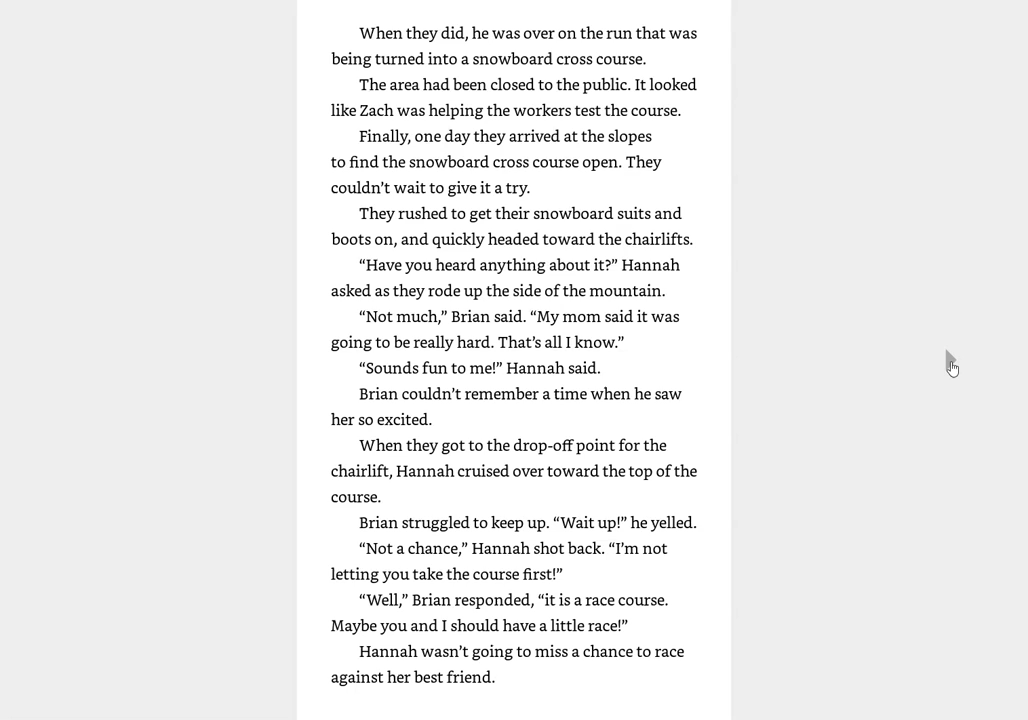 When they did, he was over on the run that was
being turned into a snowboard cross course.
The area had been closed to the public. It looked
like Zach was helping the workers test the course.
Finally, one day they arrived at the slopes
to find the snowboard cross course open. They
couldn’t wait to give it a try.
They rushed to get their snowboard suits and
boots on, and quickly headed toward the chairlifts.
“Have you heard anything about it?” Hannah
asked as they rode up the side of the mountain.
“Not much,” Brian said. “My mom said it was
going to be really hard. That’s all I know.”
“Sounds fun to me!” Hannah said.
Brian couldn’t remember a time when he saw
her so excited.
When they got to the drop-off point for the
chairlift, Hannah cruised over toward the top of the
course.
Brian struggled to keep up. “Wait up!” he yelled.
“Not a chance,” Hannah shot back. “I’m not
letting you take the course first!”
“Well,” Brian responded, “it is a race course.
Maybe you and I should have a little race!”
Hannah wasn’t going to miss a chance to race
against her best friend.